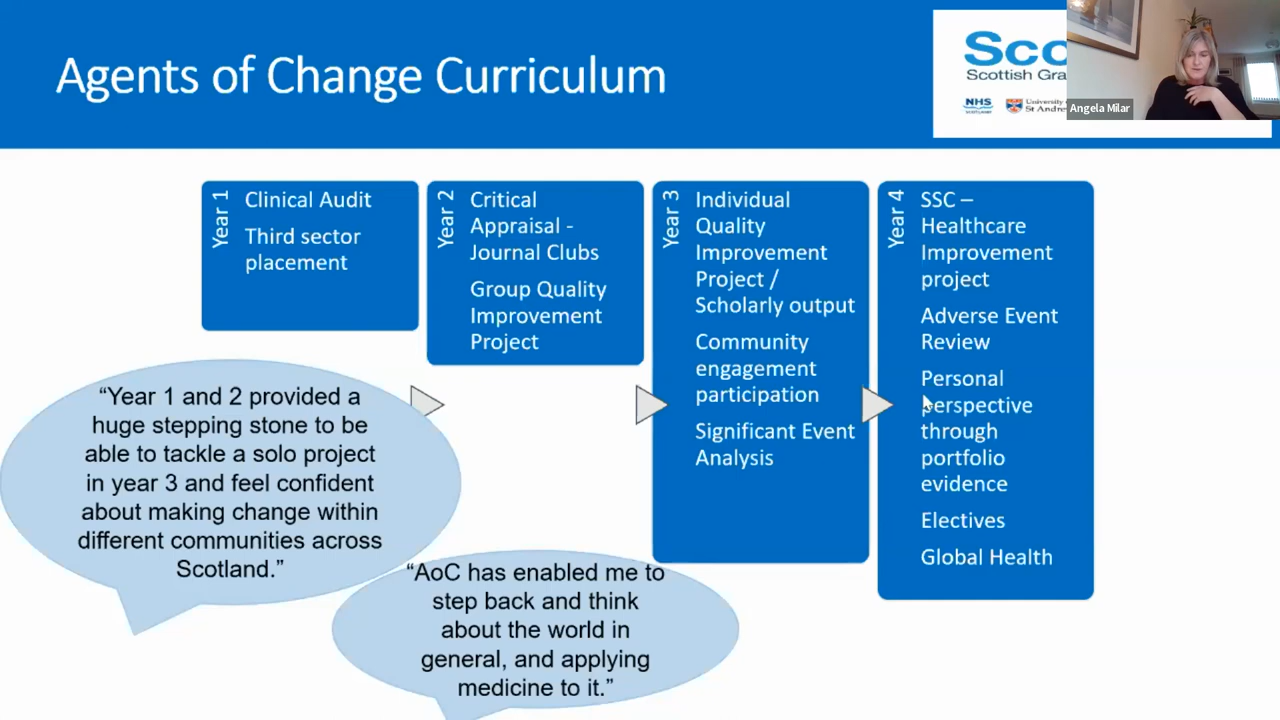 Agents of Change Curriculum
Sco
Scottish Gra
NHS
University
St Andre
Angela Milar
Year 1
Clinical Audit
Third sector
placement
Year 2
Critical
Appraisal -
Journal Clubs
Group Quality
Improvement
Project
Year 3
Individual
Quality
Improvement
Project /
Scholarly output
Community
engagement
participation
Significant Event
Analysis
Year 4
SSC –
Healthcare
Improvement
project
Adverse Event
Review
Personal
perspective
through
portfolio
evidence
Electives
Global Health
“Year 1 and 2 provided a
huge stepping stone to be
able to tackle a solo project
in year 3 and feel confident
about making change within
different communities across
Scotland.”
“AoC has enabled me to
step back and think
about the world in
general, and applying
medicine to it.”